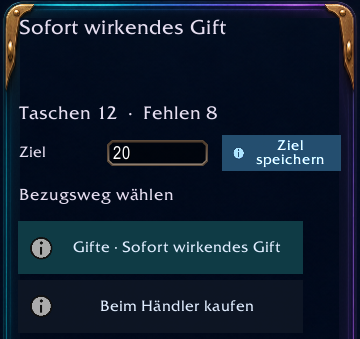 Sofort wirkendes Gift
Taschen 12 · Fehlen 8
Ziel
20
Ziel
speichern
Bezugsweg wählen
Gifte · Sofort wirkendes Gift
Beim Händler kaufen